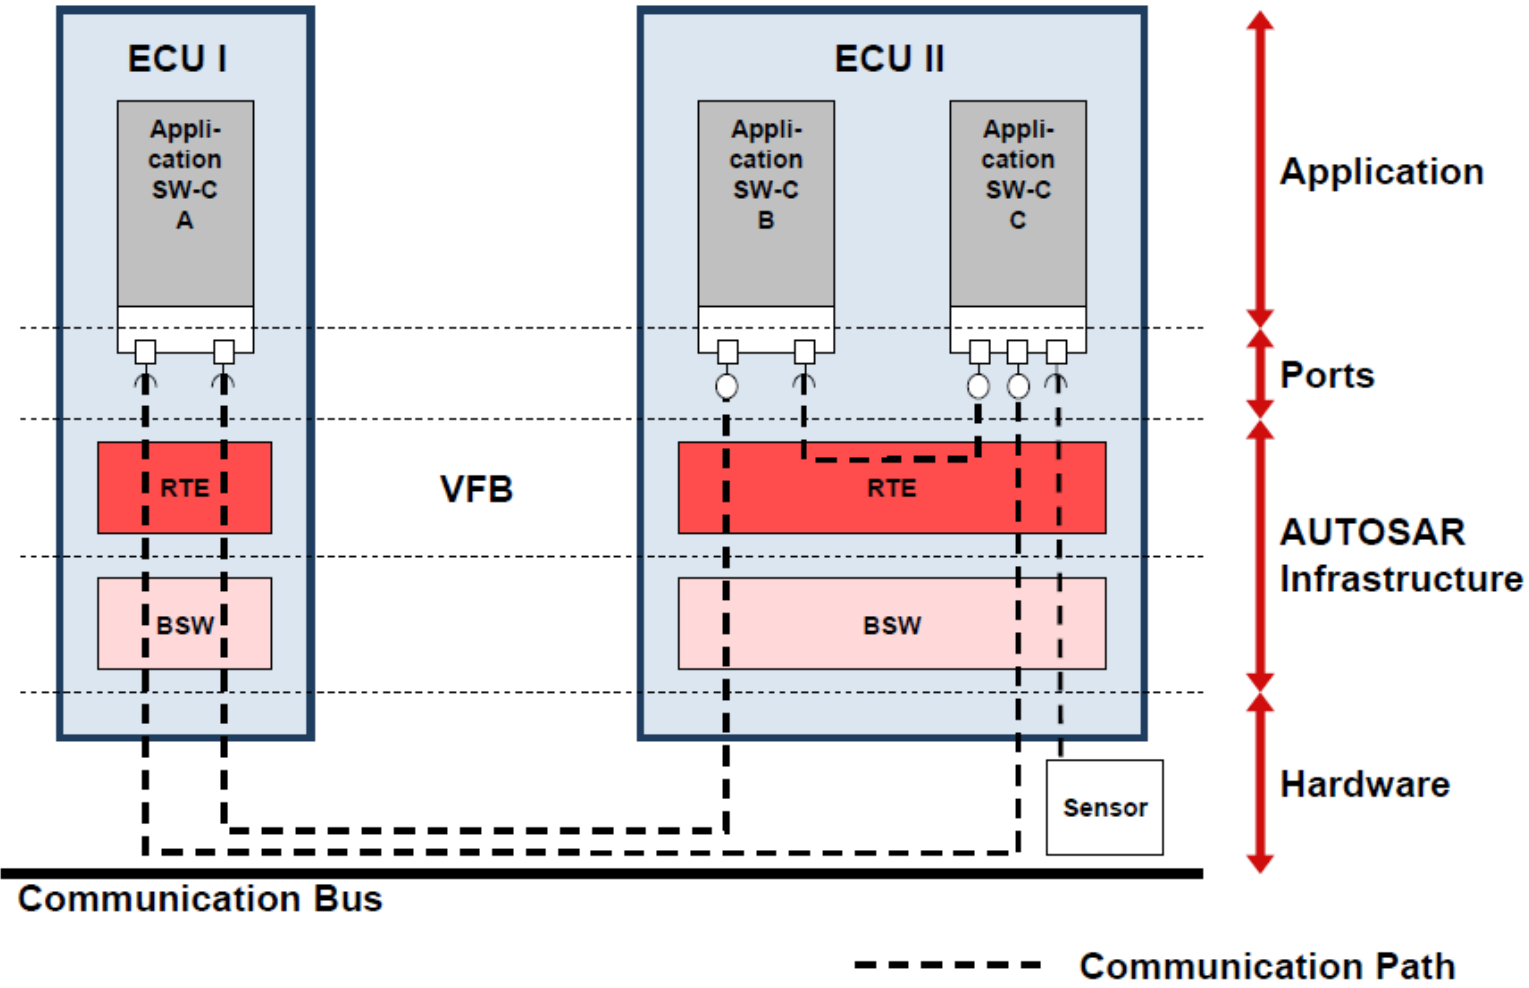 ECU I
ECU II
Appli-
cation
SW-C
A
Appli-
cation
SW-C
B
Appli-
cation
SW-C
C
Application
Ports
RTE
VFB
RTE
AUTOSAR
Infrastructure
BSW
BSW
Hardware
Sensor
Communication Bus
Communication Path